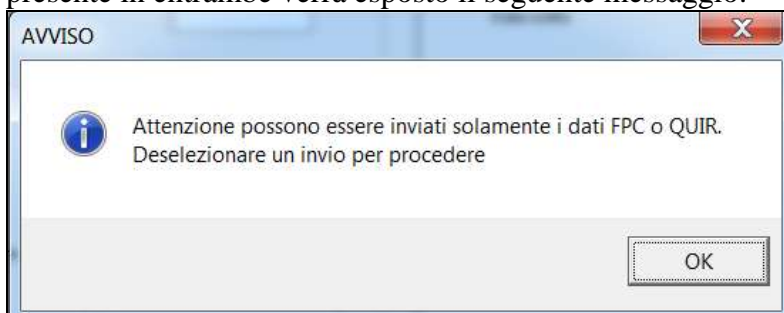 presente in entrambe verrà esposto il seguente messaggio:
AVVISO
Attenzione possono essere inviati solamente i dati FPC o QUIR.
Deselezionare un invio per procedere
OK